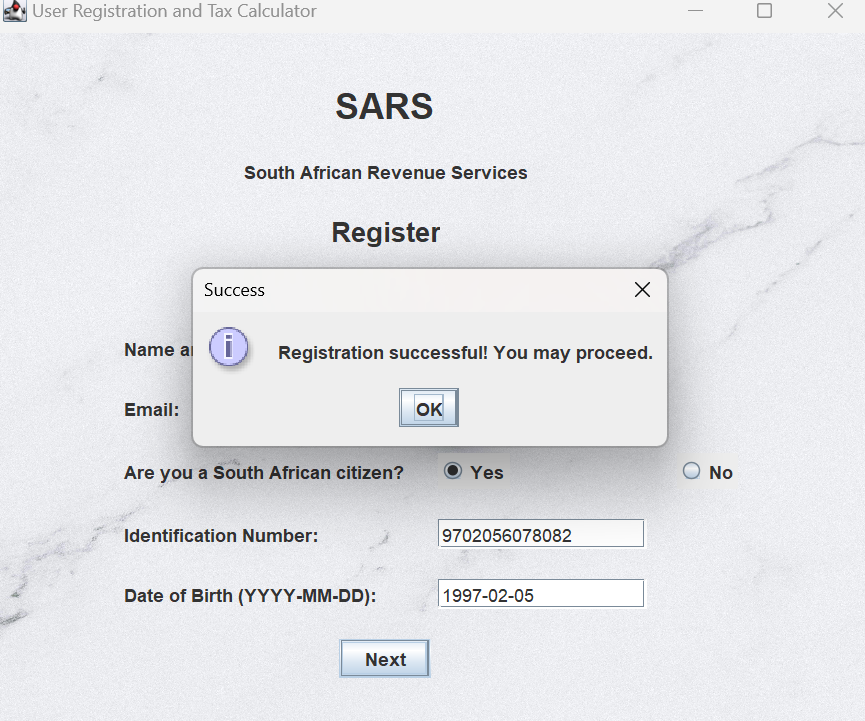 User Registration and Tax Calculator
SARS
South African Revenue Services
Register
Success
Registration successful! You may proceed.
OK
Name
Email:
Are you a South African citizen?
Yes
No
Identification Number:
9702056078082
Date of Birth (YYYY-MM-DD):
1997-02-05
Next